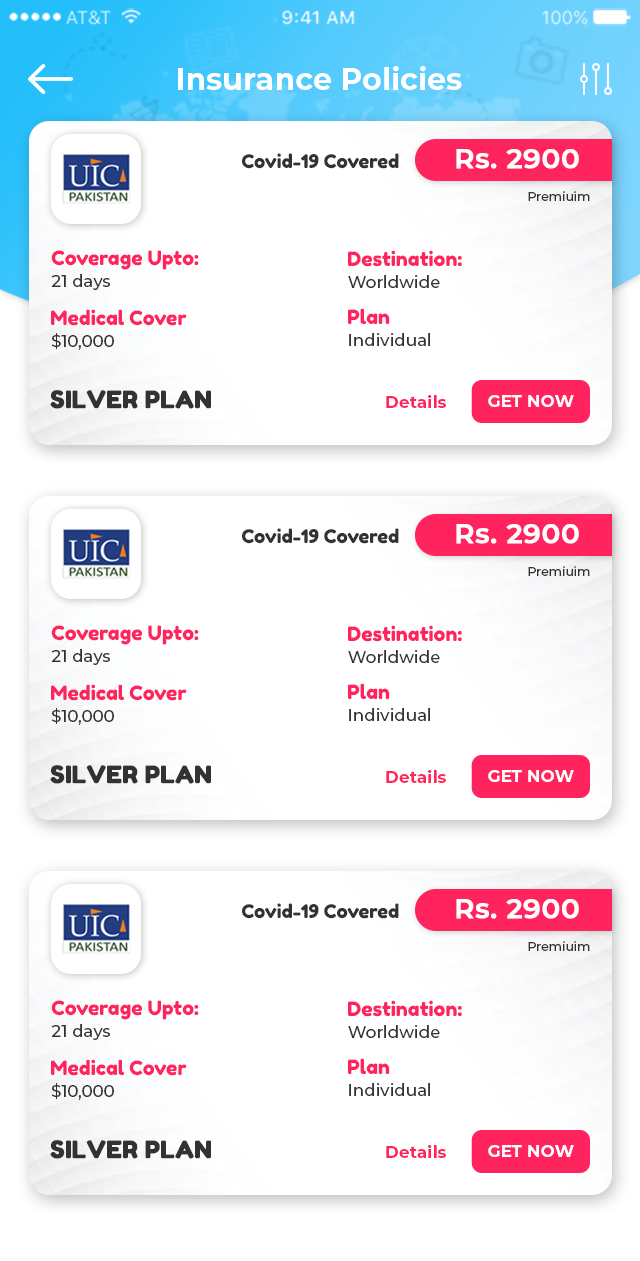 AT&T 9:41 AM 100%
Insurance Policies
UIC
PAKISTAN
Covid-19 Covered
Rs. 2900
Premiuim
Coverage Upto:
21 days
Destination:
Worldwide
Medical Cover
$10,000
Plan
Individual
SILVER PLAN
Details
GET NOW
UIC
PAKISTAN
Covid-19 Covered
Rs. 2900
Premiuim
Coverage Upto:
21 days
Destination:
Worldwide
Medical Cover
$10,000
Plan
Individual
SILVER PLAN
Details
GET NOW
UIC
PAKISTAN
Covid-19 Covered
Rs. 2900
Premiuim
Coverage Upto:
21 days
Destination:
Worldwide
Medical Cover
$10,000
Plan
Individual
SILVER PLAN
Details
GET NOW